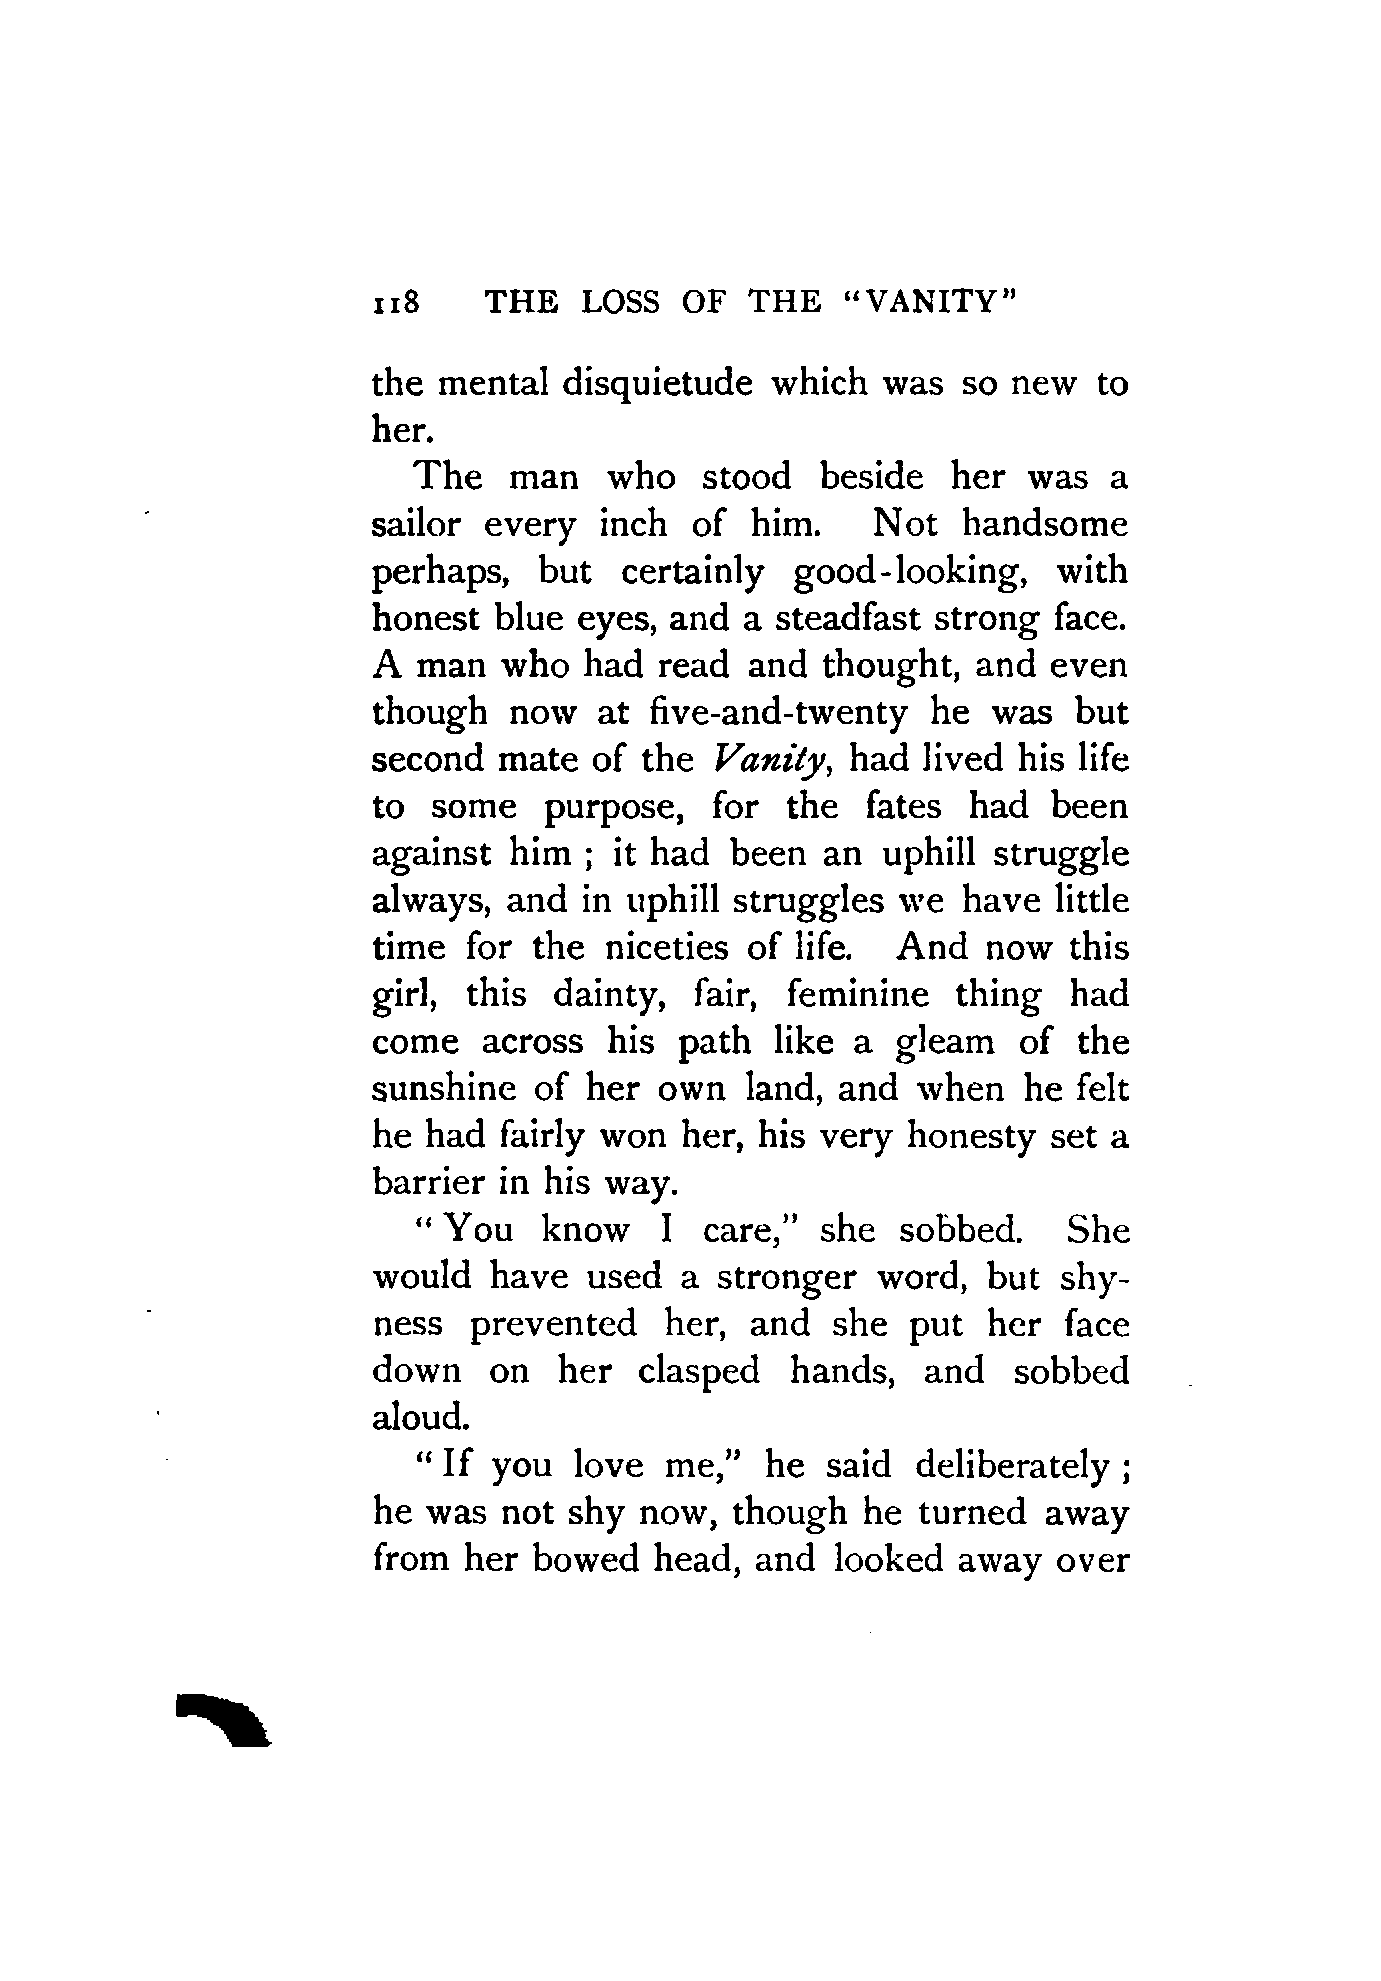 118 THE LOSS OF THE "VANITY"
the mental disquietude which was so new to
her.
The man who stood beside her was a
sailor every inch of him. Not handsome
perhaps, but certainly good-looking, with
honest blue eyes, and a steadfast strong face.
A man who had read and thought, and even
though now at five-and-twenty he was but
second mate of the Vanity, had lived his life
to some purpose, for the fates had been
against him ; it had been an uphill struggle
always, and in uphill struggles we have little
time for the niceties of life. And now this
girl, this dainty, fair, feminine thing had
come across his path like a gleam of the
sunshine of her own land, and when he felt
he had fairly won her, his very honesty set a
barrier in his way.
"You know I care," she sobbed. She
would have used a stronger word, but shy-
ness prevented her, and she put her face
down on her clasped hands, and sobbed
aloud.
"If you love me," he said deliberately ;
he was not shy now, though he turned away
from her bowed head, and looked away over